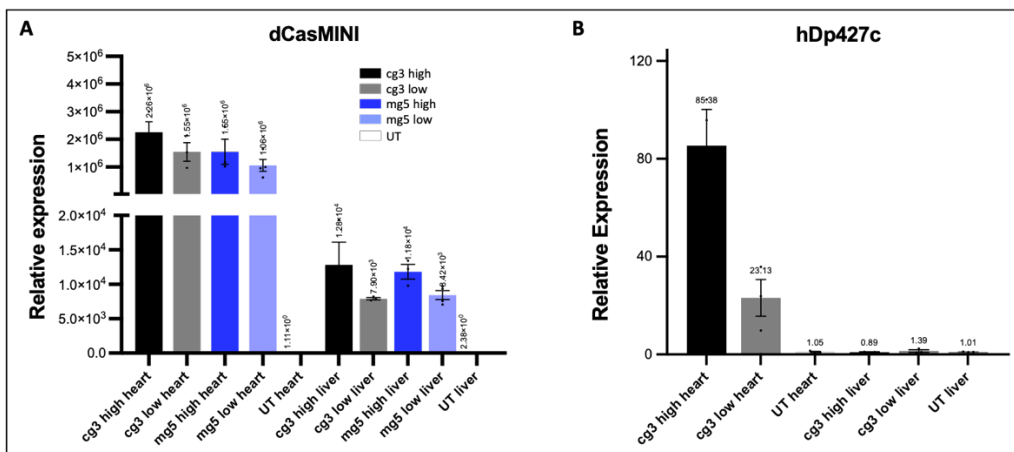 A
dCasMINI
Relative expression
5×10⁶
4×10⁶
3×10⁶
2×10⁶
1×10⁶
2.0×10⁴
1.5×10⁴
1.0×10⁴
5.0×10³
0.0
2.26×10⁶
1.55×10⁶
1.65×10⁶
1.06×10⁶
1.11×10⁰
1.28×10⁴
7.90×10³
1.18×10⁴
8.42×10³
2.38×10⁰
cg3 high
cg3 low
mg5 high
mg5 low
UT
cg3 high heart
cg3 low heart
mg5 high heart
mg5 low heart
UT heart
cg3 high liver
cg3 low liver
mg5 high liver
mg5 low liver
UT liver
B
hDp427c
Relative Expression
120
80
40
0
85.38
23.13
1.05
0.89
1.39
1.01
cg3 high heart
cg3 low heart
UT heart
cg3 high liver
cg3 low liver
UT liver